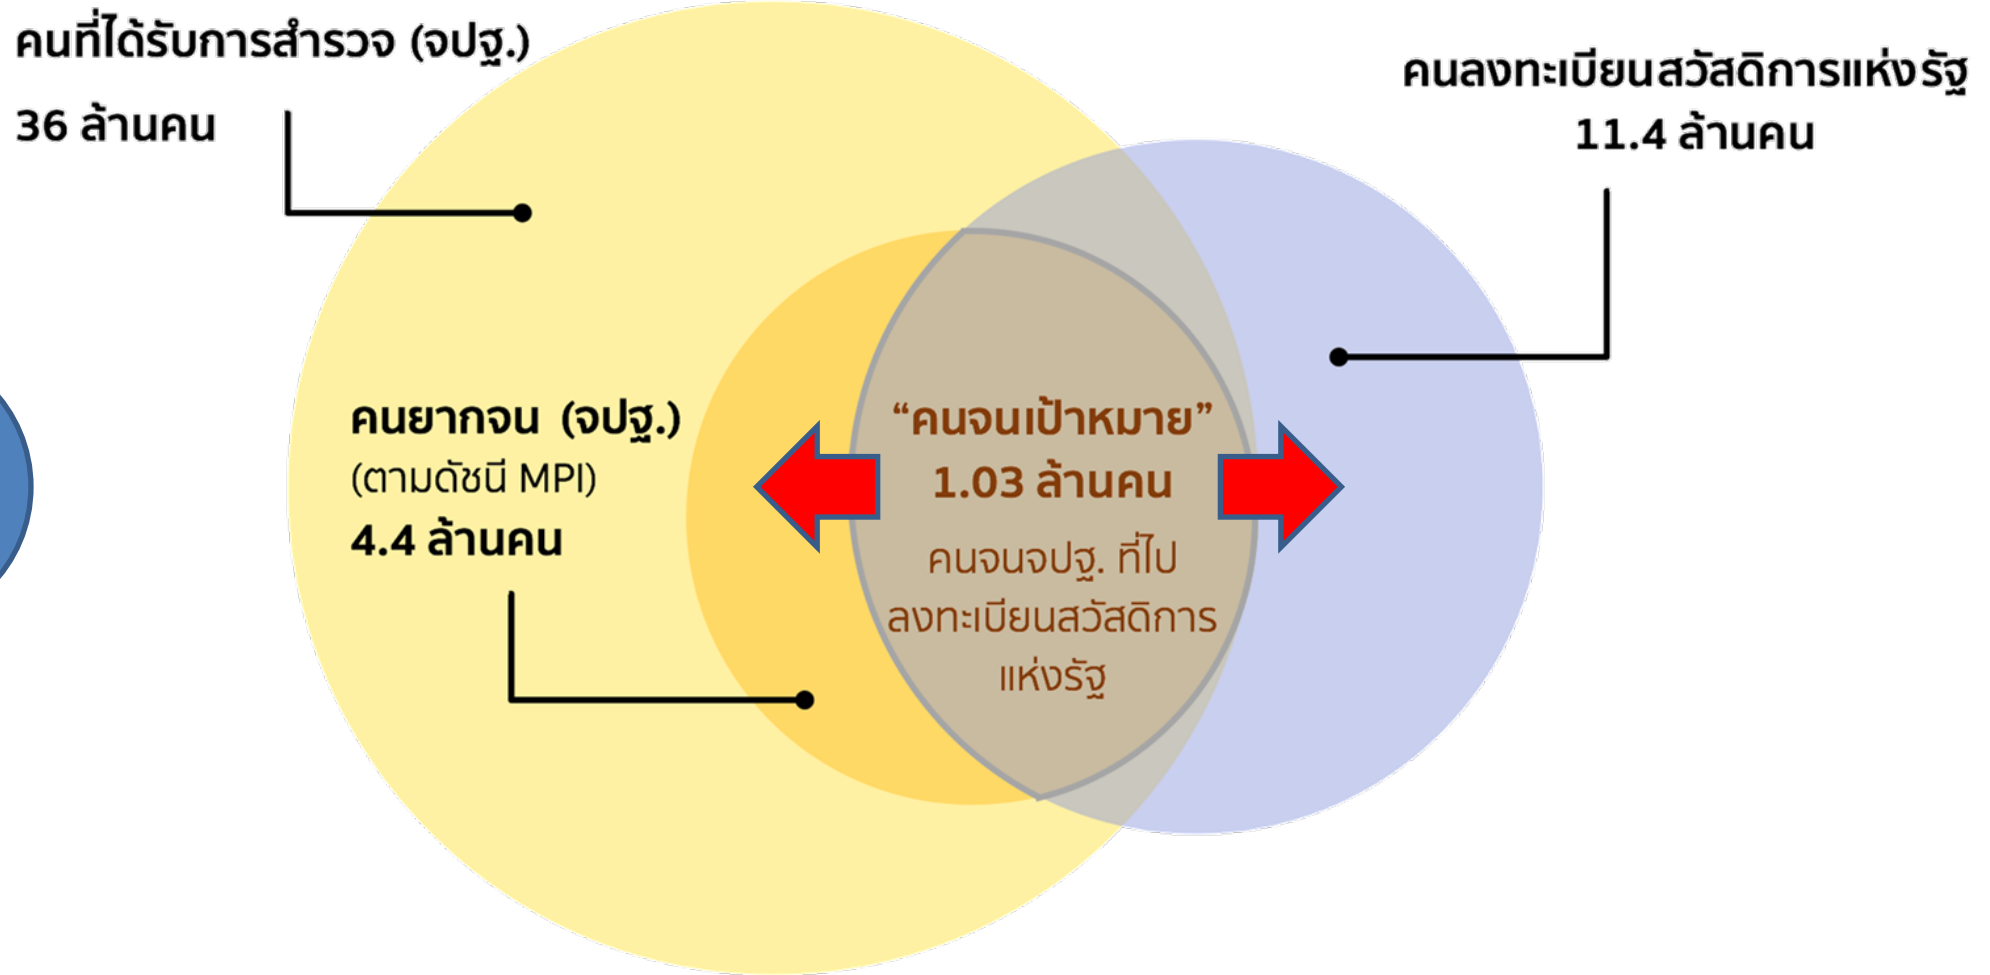 คนที่ได้รับการสำรวจ (จปฐ.)
36 ล้านคน
คนลงทะเบียนสวัสดิการแห่งรัฐ
11.4 ล้านคน
คนยากจน (จปฐ.)
(ตามดัชนี MPI)
4.4 ล้านคน
“คนจนเป้าหมาย”
1.03 ล้านคน
คนจนจปฐ. ที่ไป
ลงทะเบียนสวัสดิการ
แห่งรัฐ